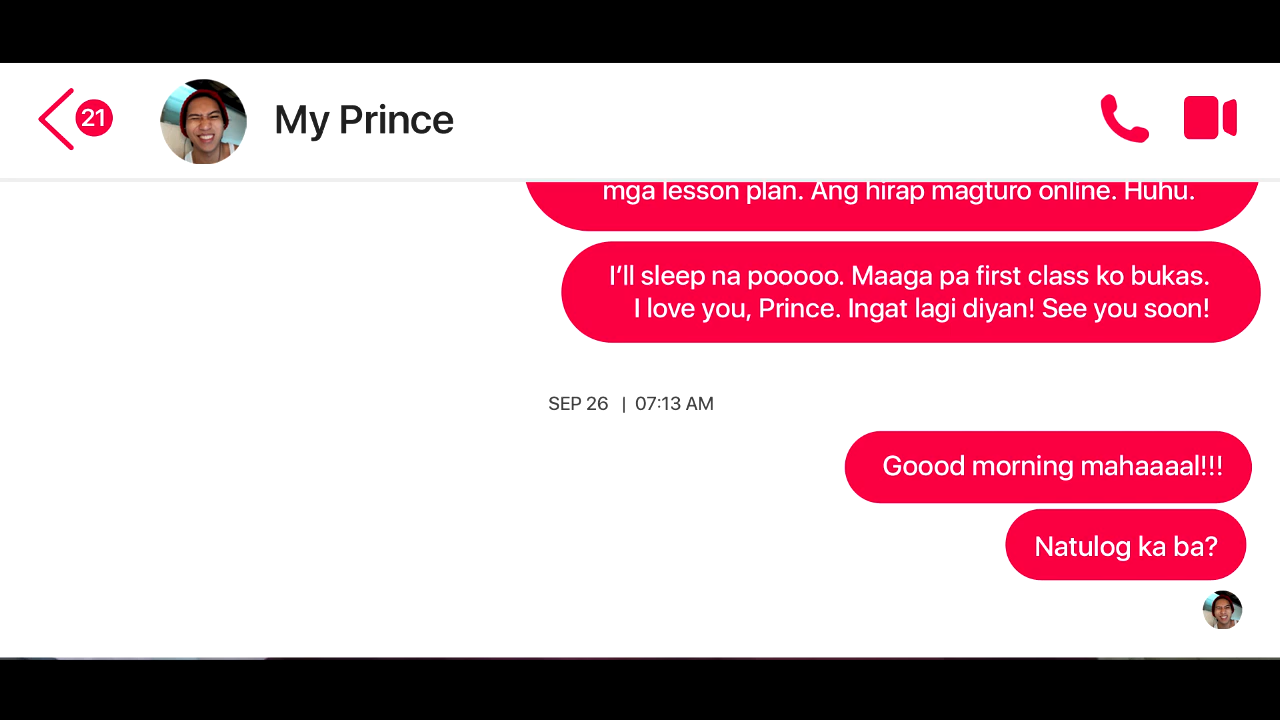 21
My Prince
mga lesson plan. Ang hirap magturo online. Huhu.
I'll sleep na pooooo. Maaga pa first class ko bukas.
I love you, Prince. Ingat lagi diyan! See you soon!
SEP 26 | 07:13 AM
Goood morning mahaaaal!!!
Natulog ka ba?